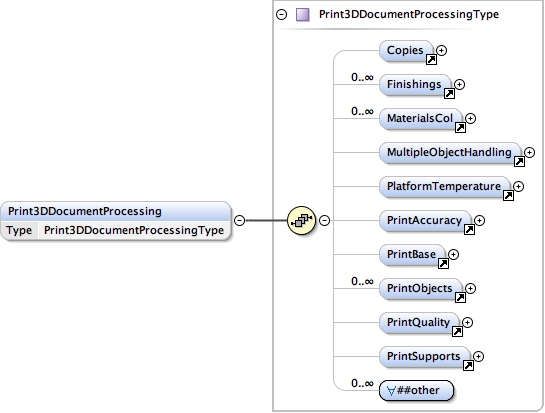 Print3DDocumentProcessingType
Copies
0..∞
Finishings
0..∞
MaterialsCol
MultipleObjectHandling
PlatformTemperature
Print3DDocumentProcessing
Type Print3DDocumentProcessingType
PrintAccuracy
PrintBase
0..∞
PrintObjects
PrintQuality
PrintSupports
0..∞
∀##other